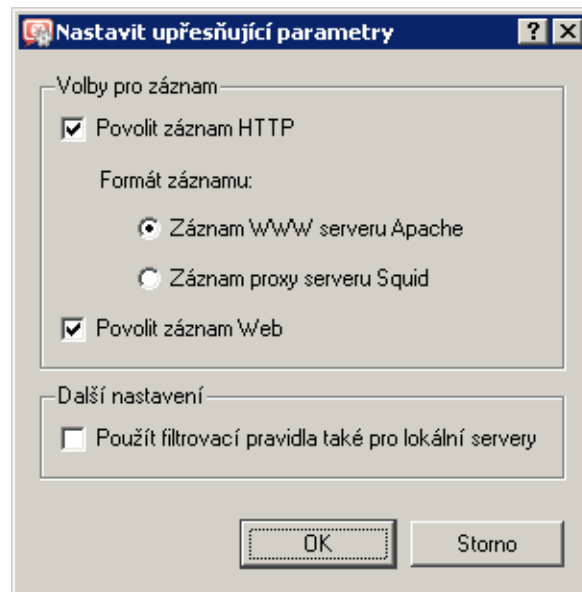 Nastavit upřesňující parametry
Volby pro záznam
Povolit záznam HTTP
Formát záznamu:
Záznam WWW serveru Apache
Záznam proxy serveru Squid
Povolit záznam Web
Další nastavení
Použít filtrovací pravidla také pro lokální servery
OK Storno